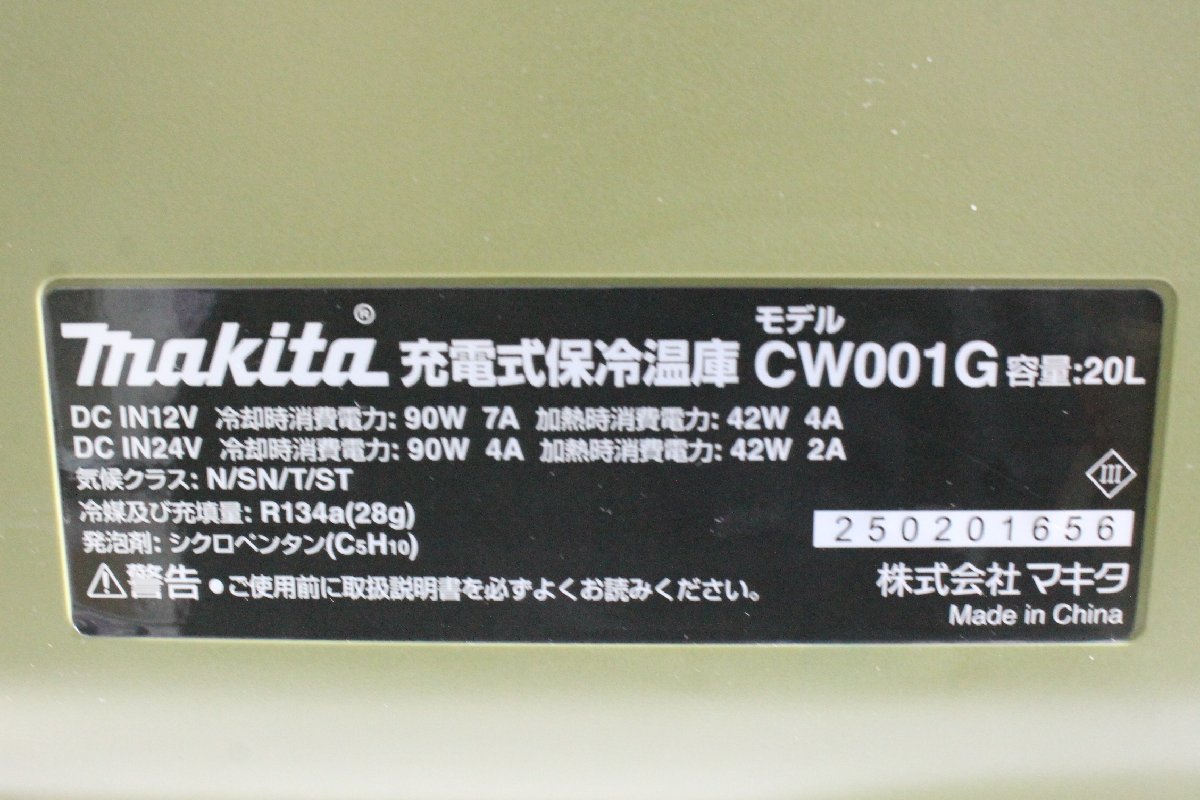 makita® 充電式保冷温庫 モデル CW001G 容量:20L
DC IN12V 冷却時消費電力: 90W 7A 加熱時消費電力: 42W 4A
DC IN24V 冷却時消費電力: 90W 4A 加熱時消費電力: 42W 2A
気候クラス: N/SN/T/ST
III
冷媒及び充填量: R134a(28g)
250201656
発泡剤: シクロペンタン(C₅H₁₀)
⚠警告 ●ご使用前に取扱説明書を必ずよくお読みください。
株式会社 マキタ
Made in China